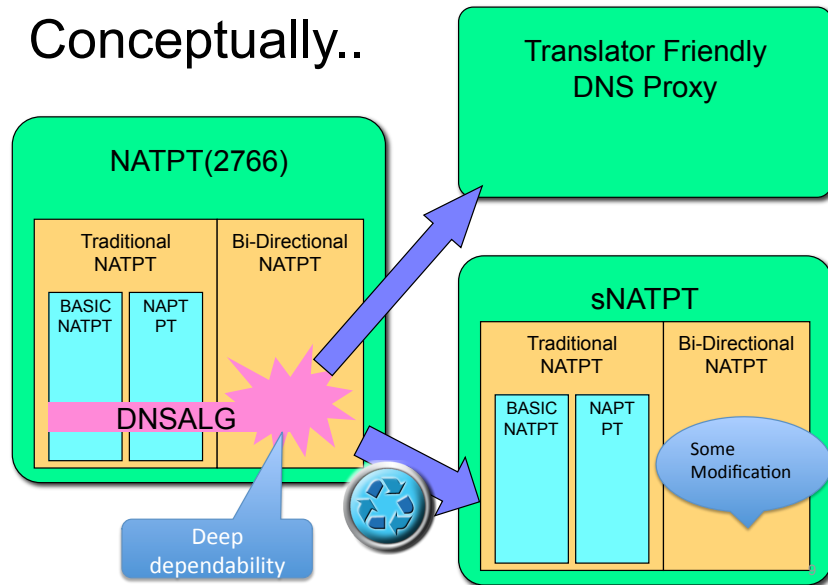 Conceptually..
Translator Friendly
DNS Proxy
NATPT(2766)
Traditional
NATPT
Bi-Directional
NATPT
BASIC
NATPT
NAPT
PT
DNSALG
Deep
dependability
sNATPT
Traditional
NATPT
Bi-Directional
NATPT
BASIC
NATPT
NAPT
PT
Some
Modification